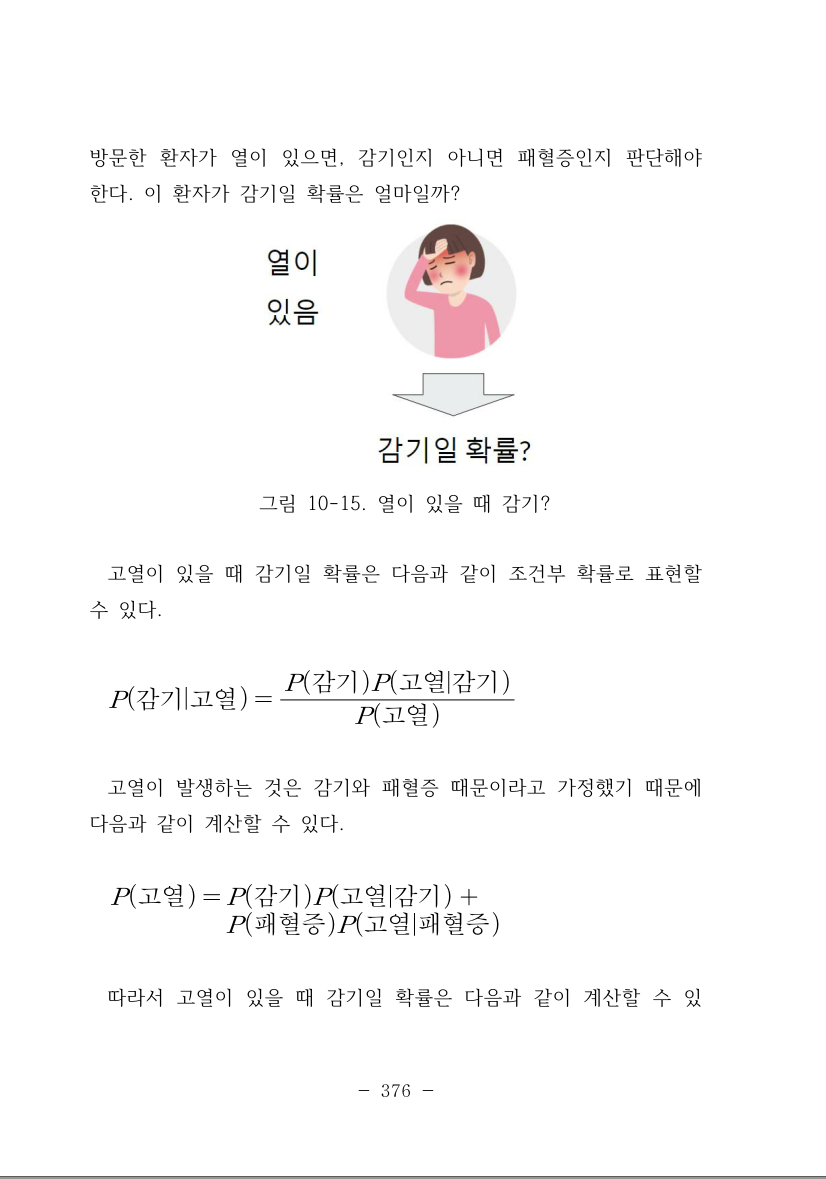 방문한 환자가 열이 있으면, 감기인지 아니면 패혈증인지 판단해야
한다. 이 환자가 감기일 확률은 얼마일까?
열이
있음
감기일 확률?
그림 10-15. 열이 있을 때 감기?
고열이 있을 때 감기일 확률은 다음과 같이 조건부 확률로 표현할
수 있다.
P(감기|고열) = P(감기)P(고열|감기) / P(고열)
고열이 발생하는 것은 감기와 패혈증 때문이라고 가정했기 때문에
다음과 같이 계산할 수 있다.
P(고열) = P(감기)P(고열|감기) +
P(패혈증)P(고열|패혈증)
따라서 고열이 있을 때 감기일 확률은 다음과 같이 계산할 수 있
- 376 -